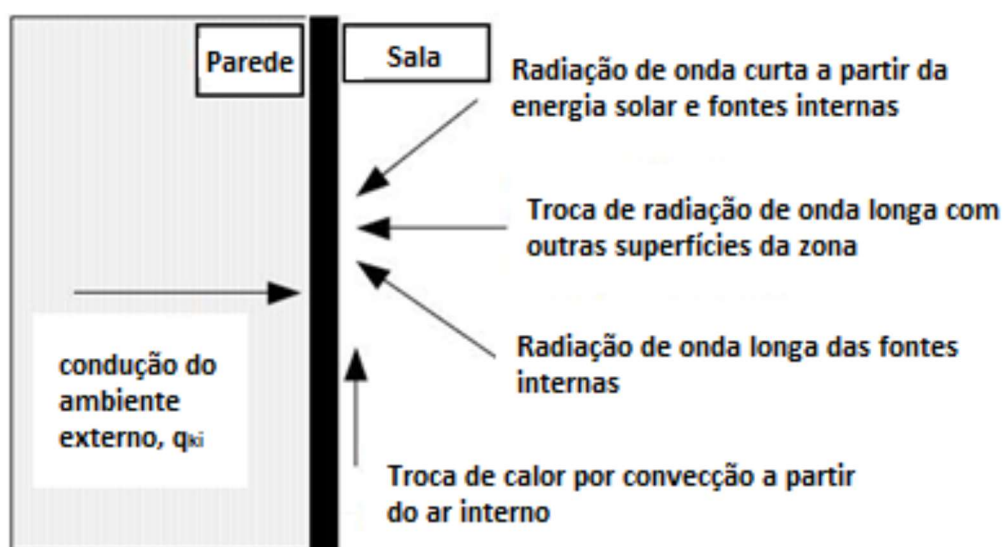 Parede
Sala
Radiação de onda curta a partir da
energia solar e fontes internas
Troca de radiação de onda longa com
outras superfícies da zona
Radiação de onda longa das fontes
internas
condução do
ambiente
externo, qki
Troca de calor por convecção a partir
do ar interno